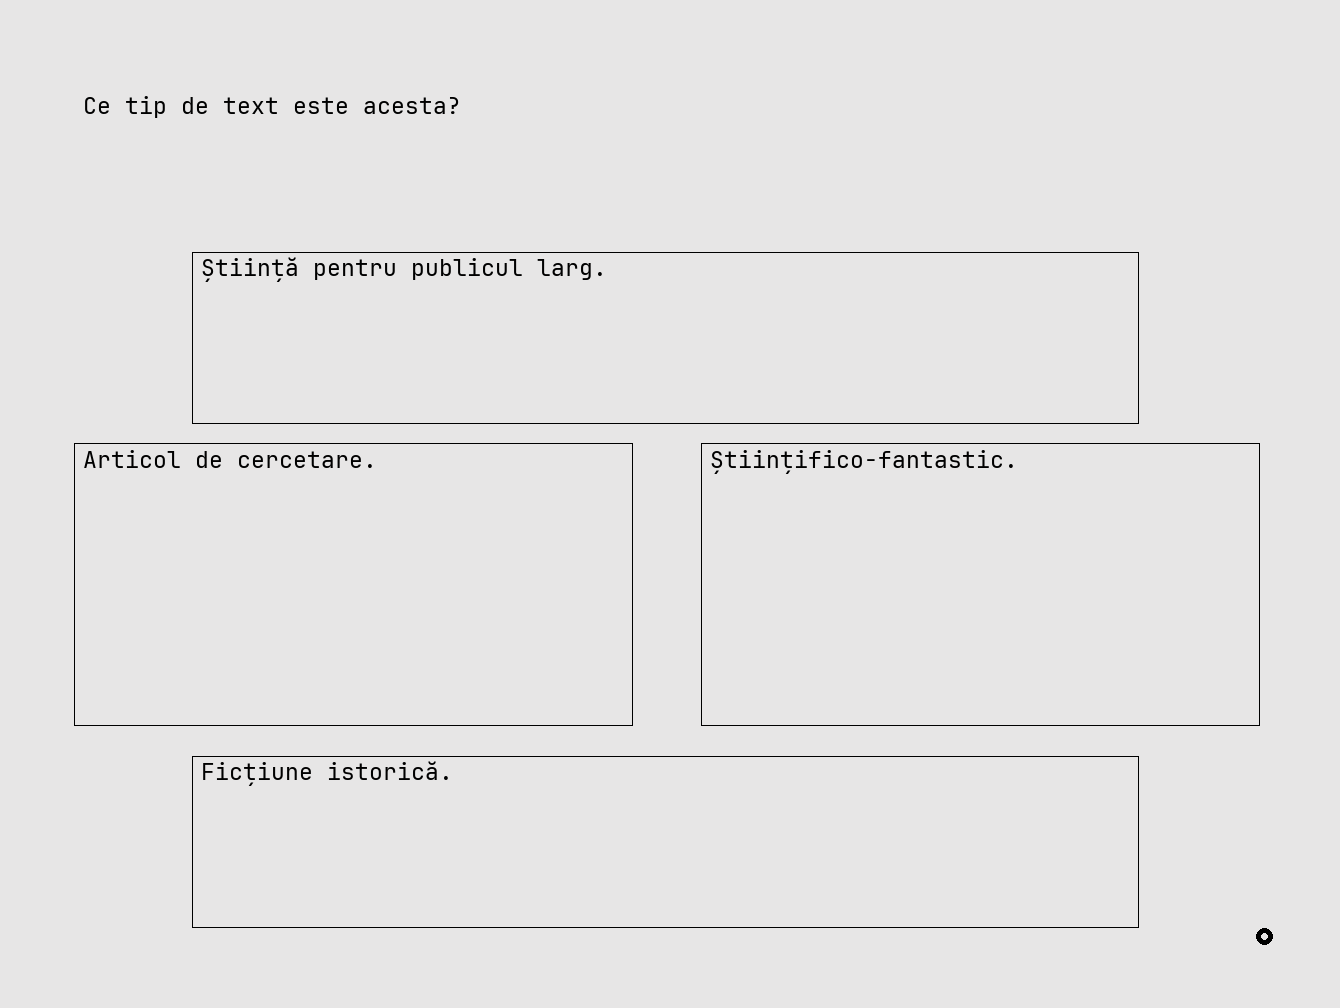 Ce tip de text este acesta?
Știință pentru publicul larg.
Articol de cercetare.
Științifico-fantastic.
Ficțiune istorică.